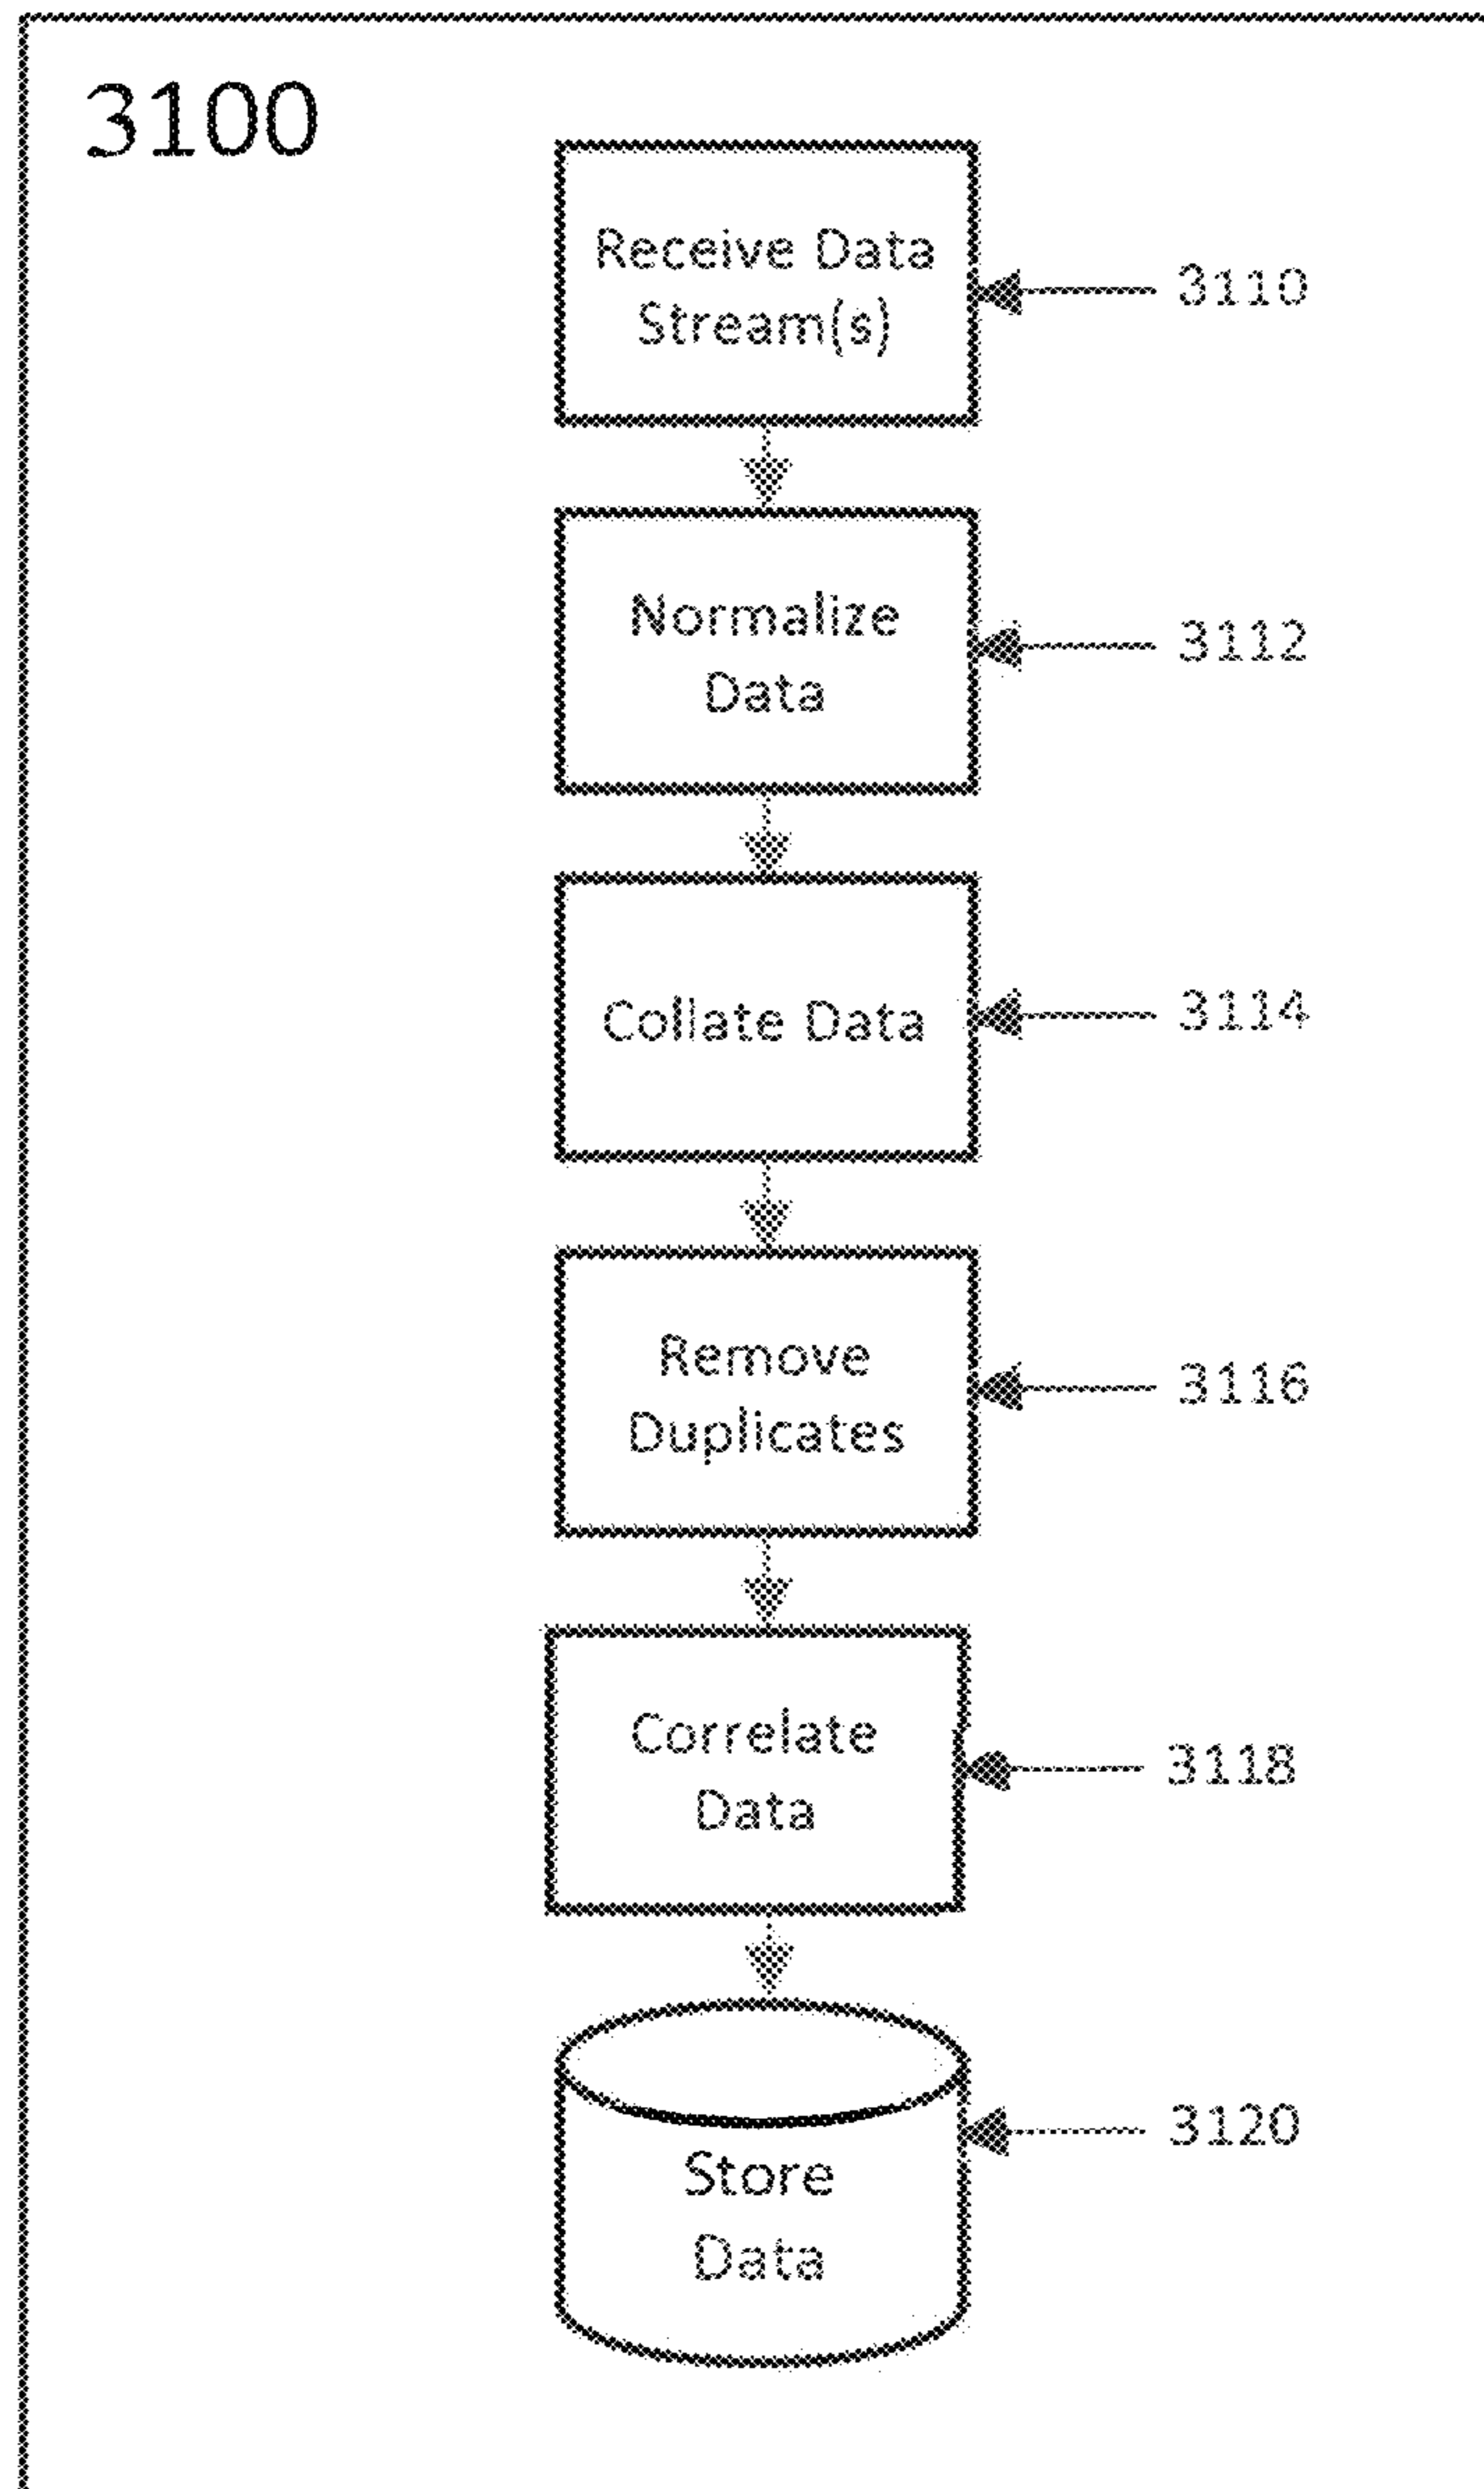 3100
Receive Data
Stream(s)
3110
Normalize
Data
3112
Collate Data
3114
Remove
Duplicates
3116
Correlate
Data
3118
Store
Data
3120